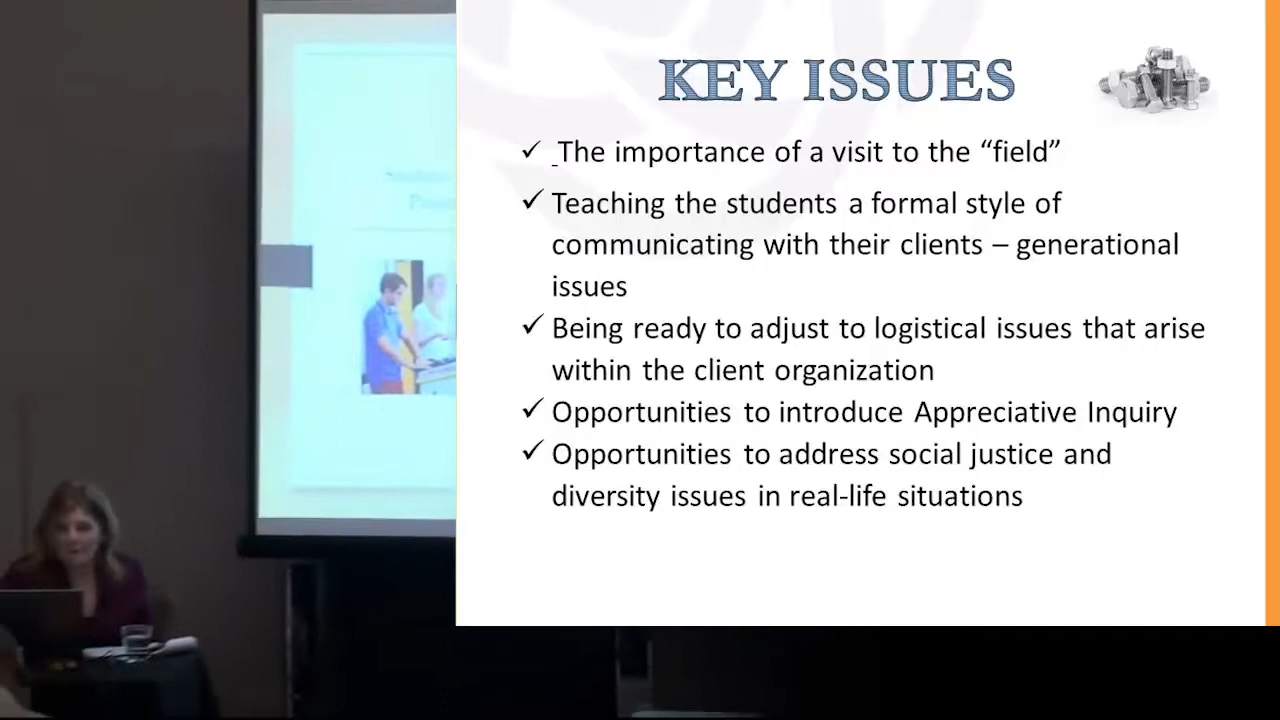 KEY ISSUES
✓ The importance of a visit to the “field”
✓ Teaching the students a formal style of
communicating with their clients – generational
issues
✓ Being ready to adjust to logistical issues that arise
within the client organization
✓ Opportunities to introduce Appreciative Inquiry
✓ Opportunities to address social justice and
diversity issues in real-life situations